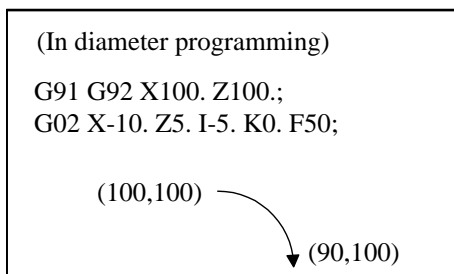 (In diameter programming)
G91 G92 X100. Z100.;
G02 X-10. Z5. I-5. K0. F50;
(100,100)
(90,100)